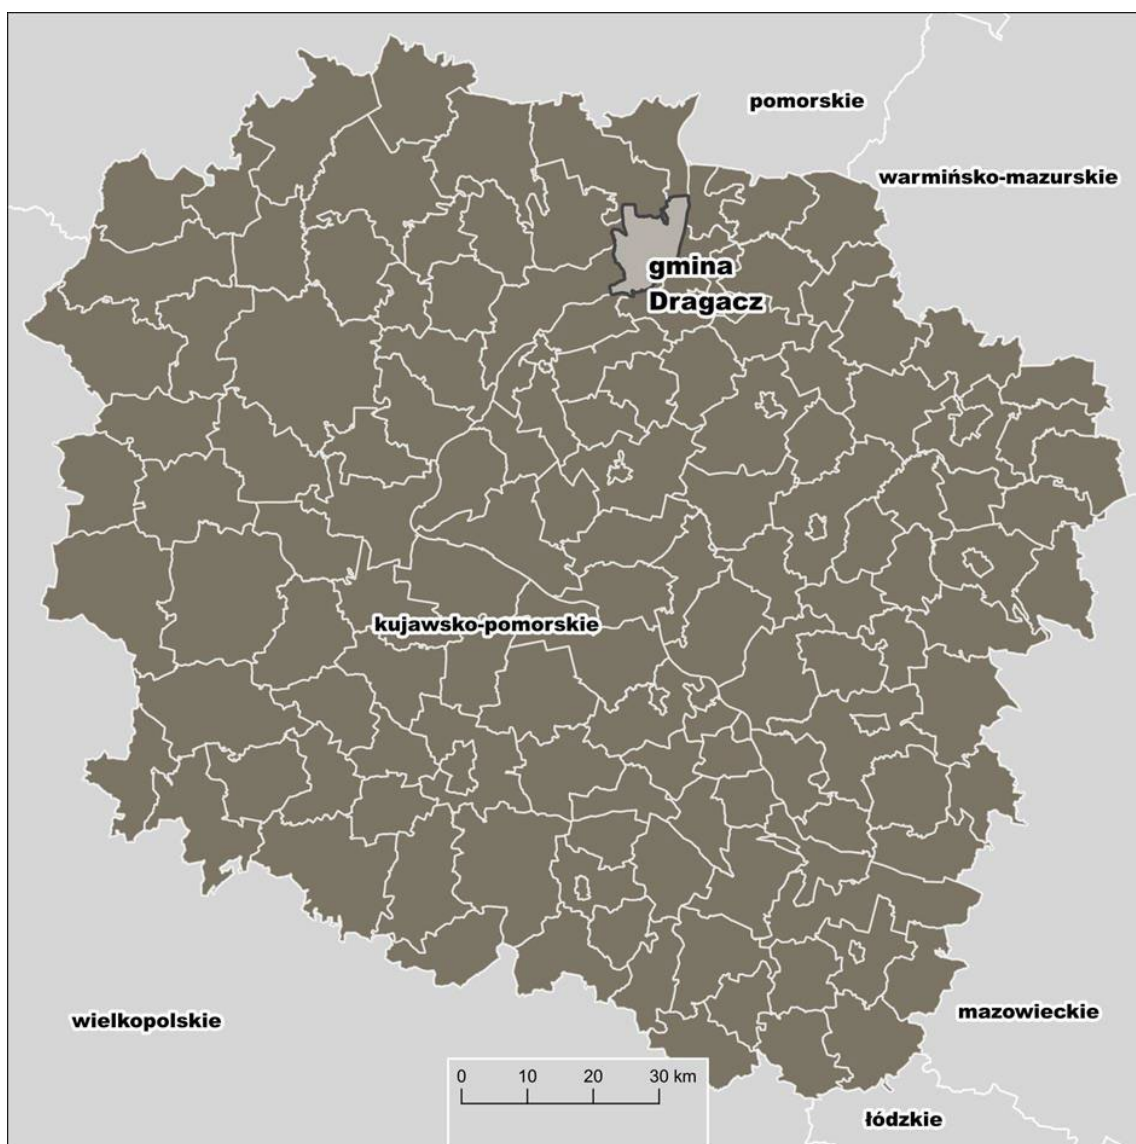 pomorskie
warmińsko-mazurskie
gmina
Dragacz
kujawsko-pomorskie
wielkopolskie
mazowieckie
0 10 20 30 km
łódzkie